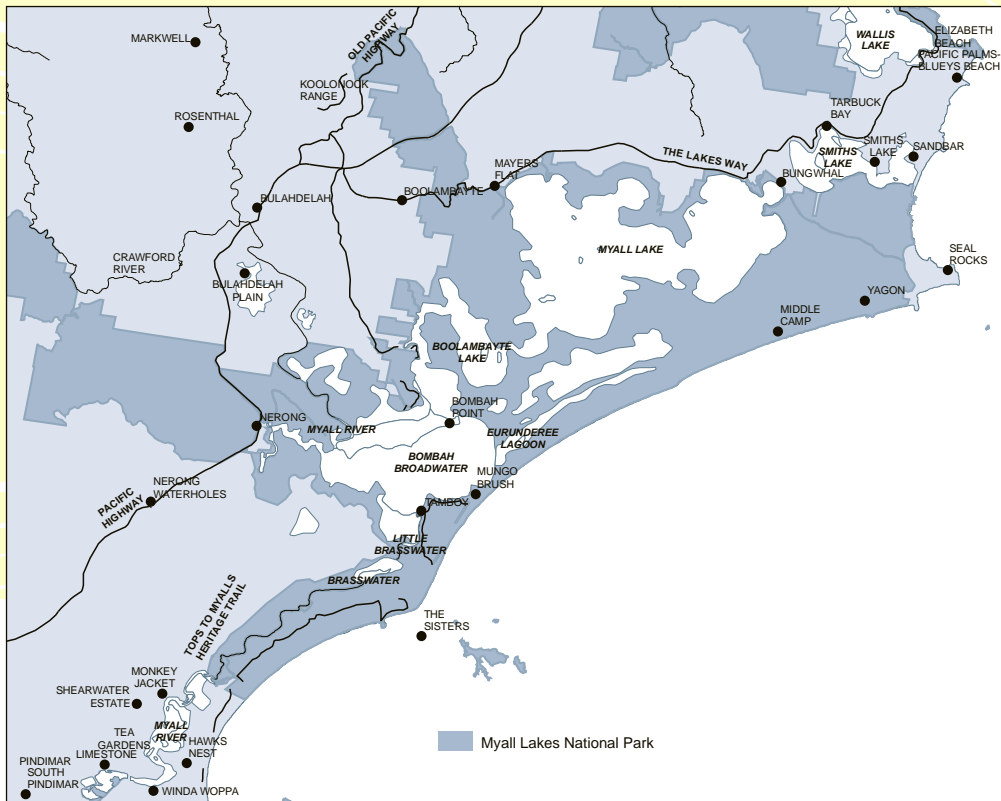 MARKWELL
OLD PACIFIC
HIGHWAY
WALLIS
LAKE
ELIZABETH
BEACH
PACIFIC PALMS-
BLUEYS BEACH
KOOLONOCK
RANGE
ROSENTHAL
TARBUCK
BAY
THE LAKES WAY
SMITHS
LAKE
SMITHS
LAKE
SANDBAR
MAYERS
FLAT
BUNGWHAL
BULAHDELAH
BOOLAMBAYTE
MYALL LAKE
CRAWFORD
RIVER
BULAHDELAH
PLAIN
SEAL
ROCKS
YAGON
MIDDLE
CAMP
BOOLAMBAYTE
LAKE
BOMBAH
POINT
NERONG
MYALL RIVER
EURUNDEREE
LAGOON
BOMBAH
BROADWATER
MUNGO
BRUSH
NERONG
WATERHOLES
PACIFIC
HIGHWAY
TAMBOY
LITTLE
BRASSWATER
BRASSWATER
TOPS TO MYALLS
HERITAGE TRAIL
THE
SISTERS
MONKEY
JACKET
SHEARWATER
ESTATE
MYALL
RIVER
TEA
GARDENS
HAWKS
NEST
LIMESTONE
PINDIMAR
SOUTH
PINDIMAR
WINDA WOPPA
Myall Lakes National Park